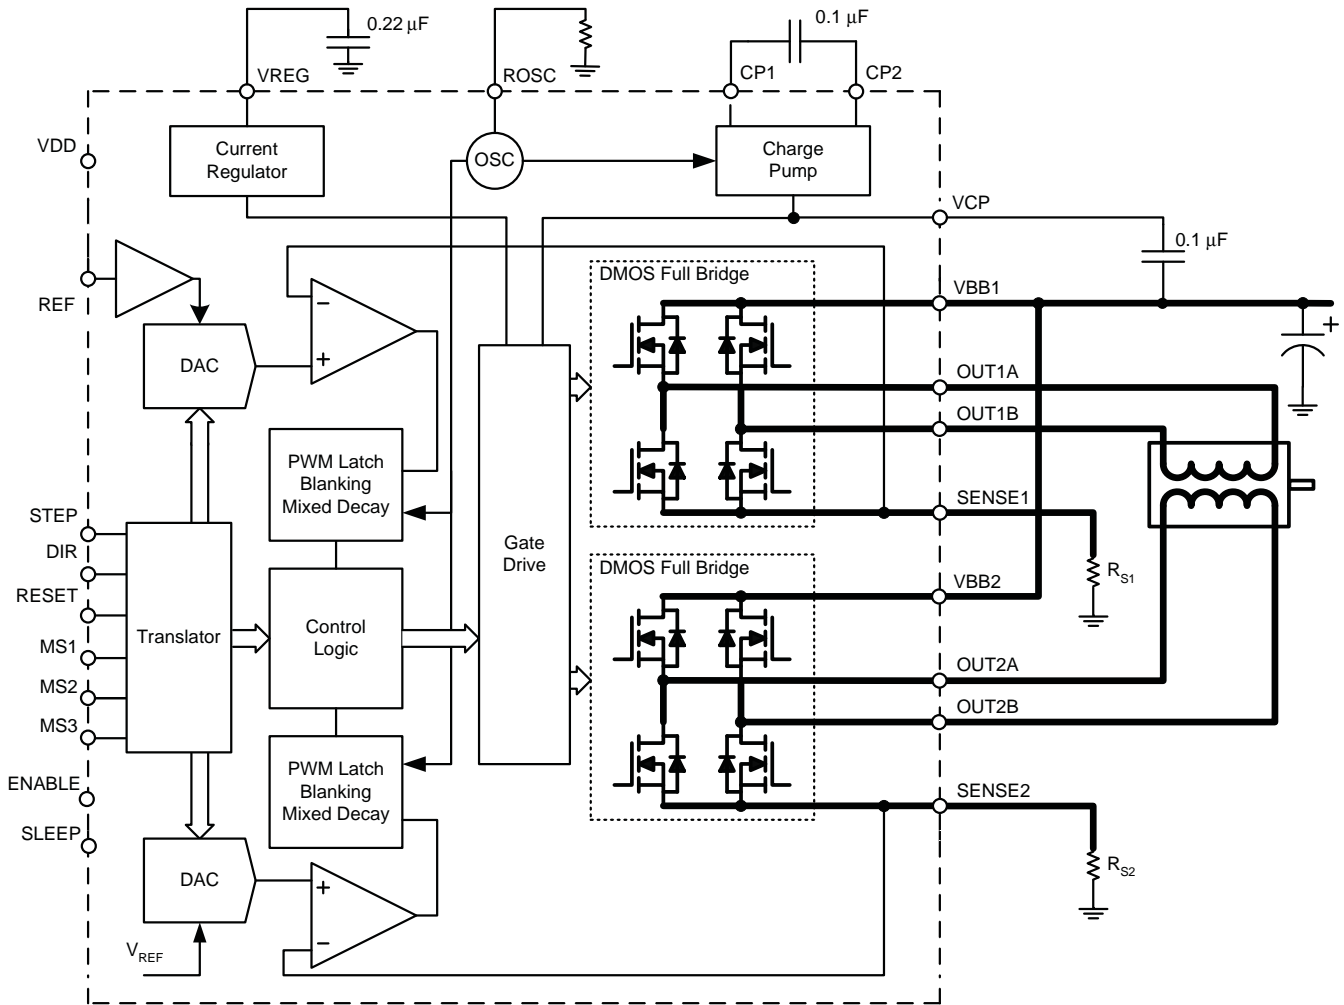 0.22 μF
0.1 μF
VREG
ROSC
CP1
CP2
VDD
Current
Regulator
OSC
Charge
Pump
VCP
0.1 μF
REF
DMOS Full Bridge
VBB1
−
+
+
DAC
OUT1A
OUT1B
PWM Latch
Blanking
Mixed Decay
SENSE1
STEP
DIR
RESET
MS1
MS2
MS3
Translator
Control
Logic
Gate
Drive
DMOS Full Bridge
RS1
VBB2
OUT2A
OUT2B
ENABLE
SLEEP
PWM Latch
Blanking
Mixed Decay
SENSE2
DAC
+
−
RS2
VREF